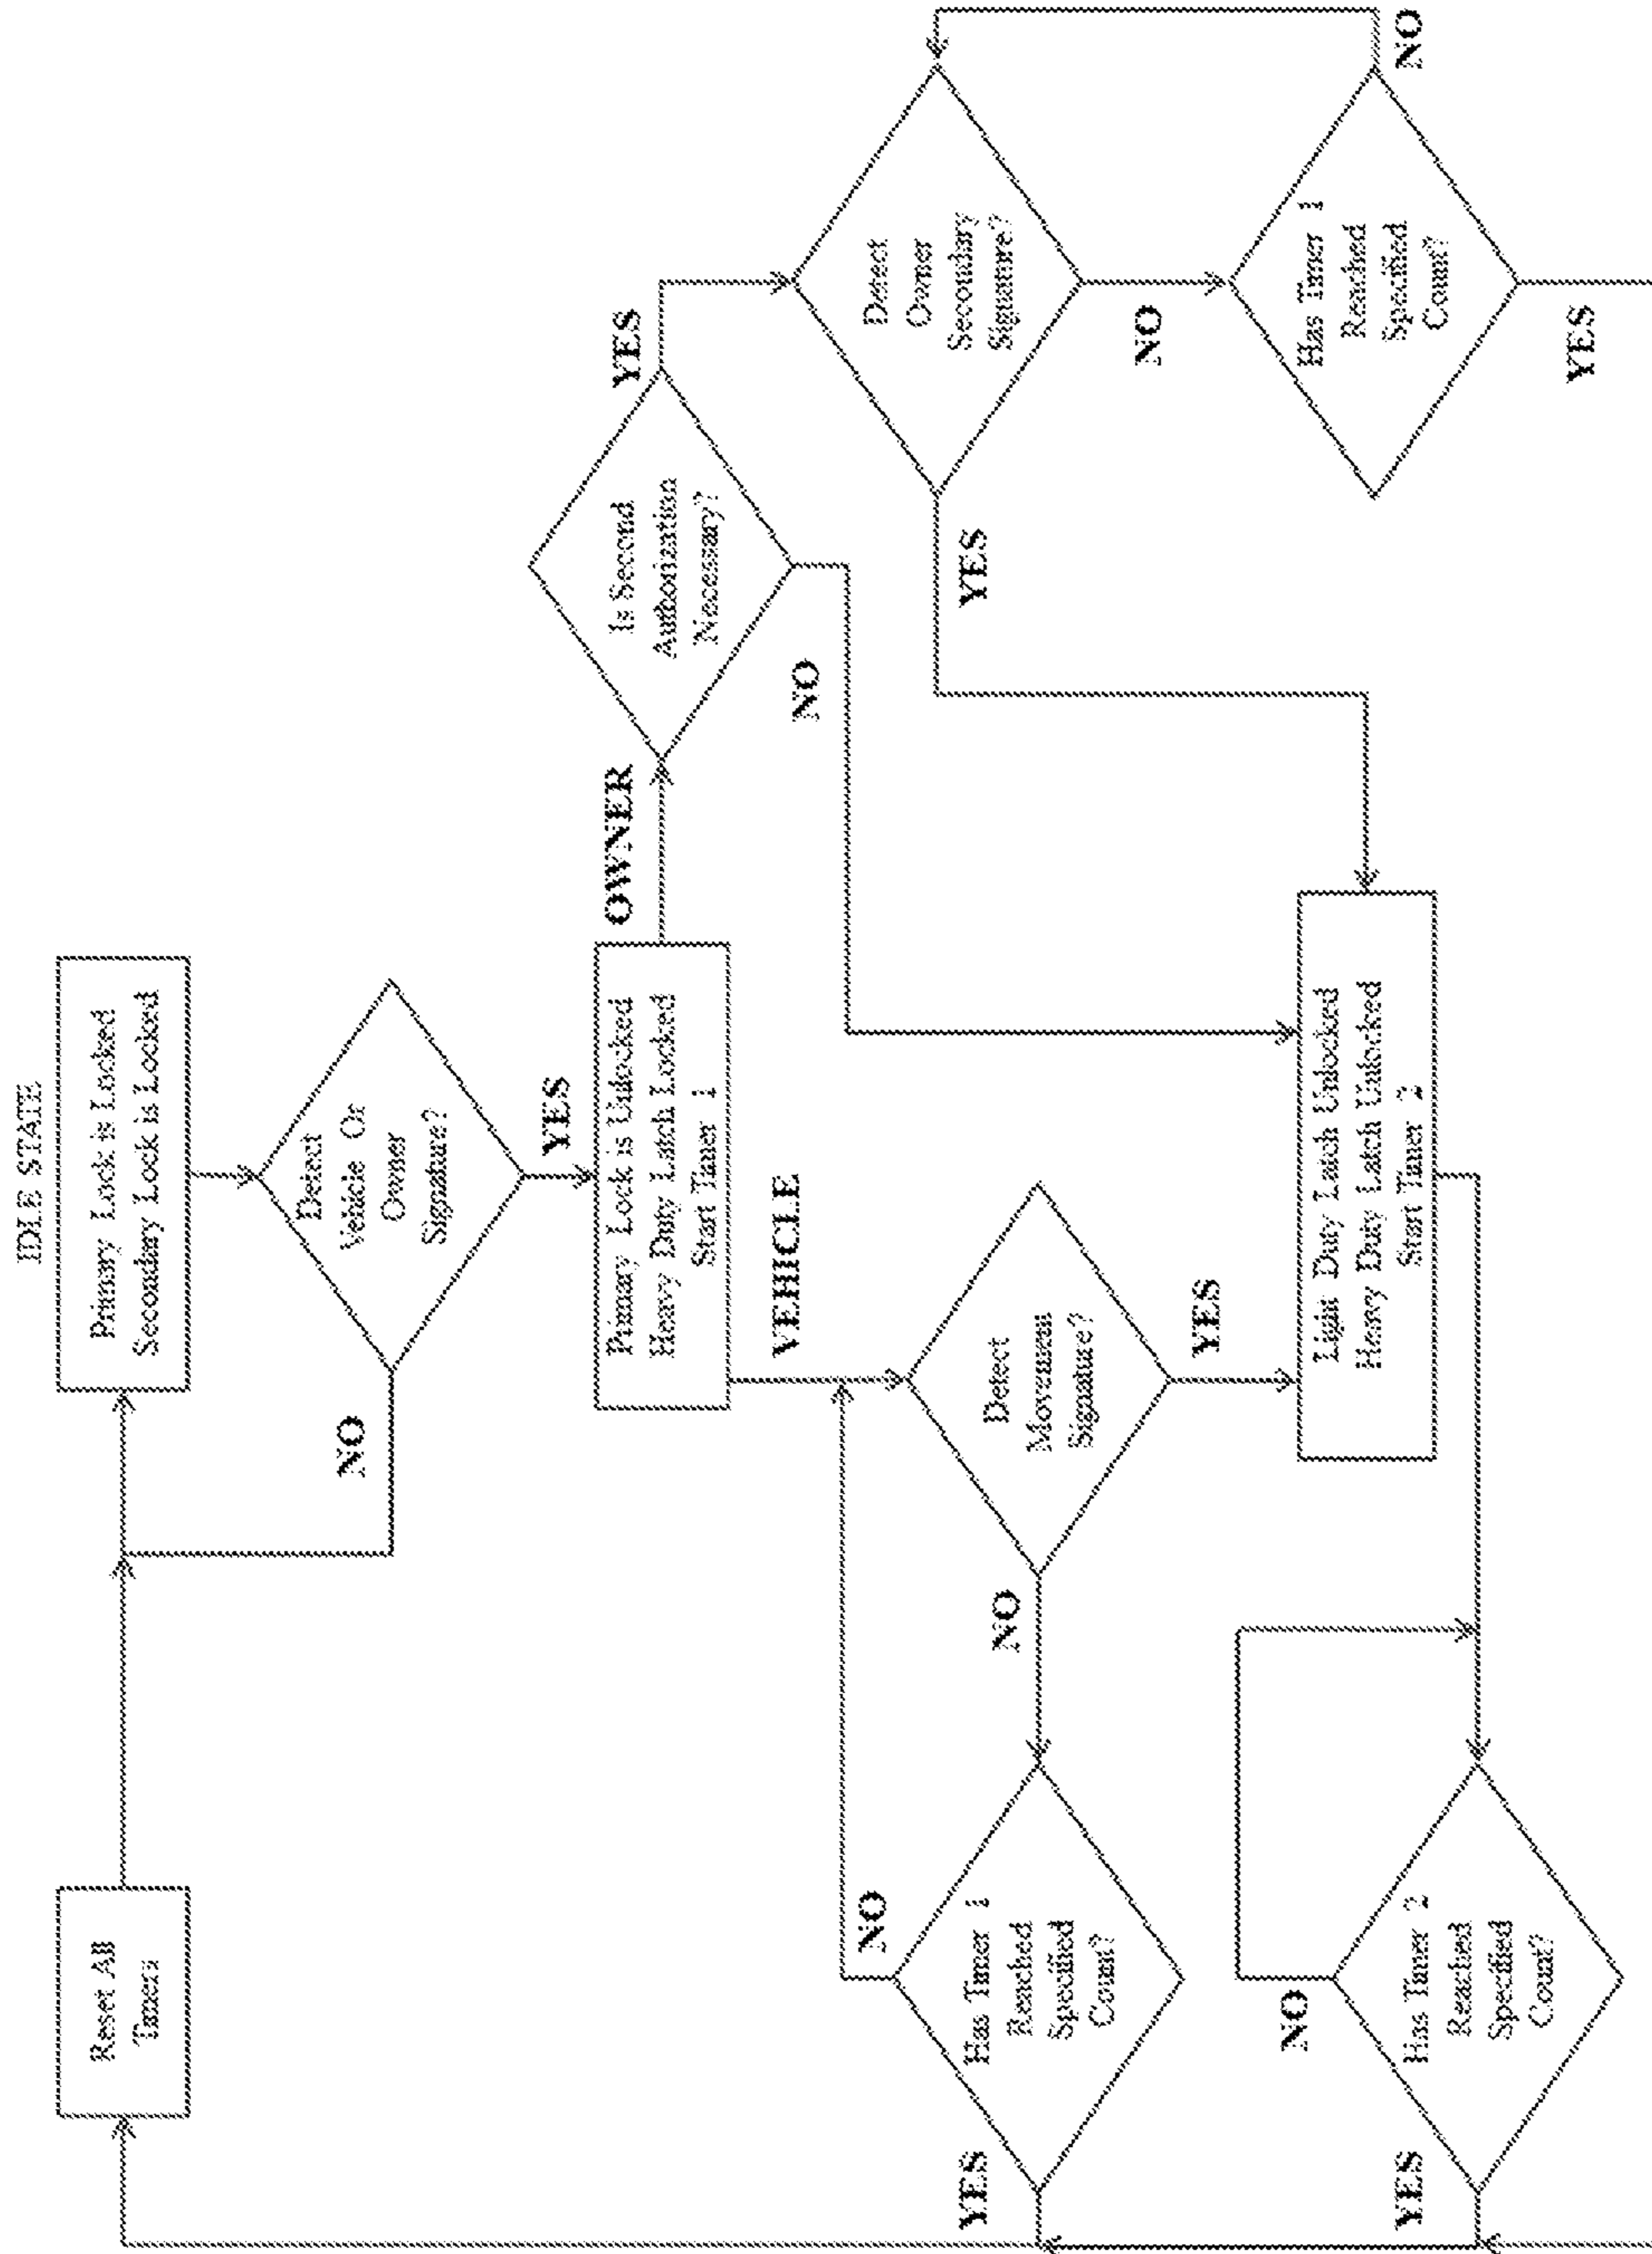 IDLE STATE
Primary Lock is Locked
Secondary Lock is Locked
Reset All
Timers
Detect
Vehicle Or
Owner
Signature?
NO
YES
Primary Lock is Unlocked
Heavy Duty Latch Locked
Start Timer 1
OWNER
VEHICLE
Is Second
Authorization
Necessary?
YES
NO
Detect
Owner
Secondary
Signature?
YES
NO
Has Timer 1
Reached
Specified
Count?
NO
YES
Detect
Movement
Signature?
NO
YES
Has Timer 1
Reached
Specified
Count?
NO
YES
Light Duty Latch Unlocked
Heavy Duty Latch Unlocked
Start Timer 2
Has Timer 2
Reached
Specified
Count?
NO
YES